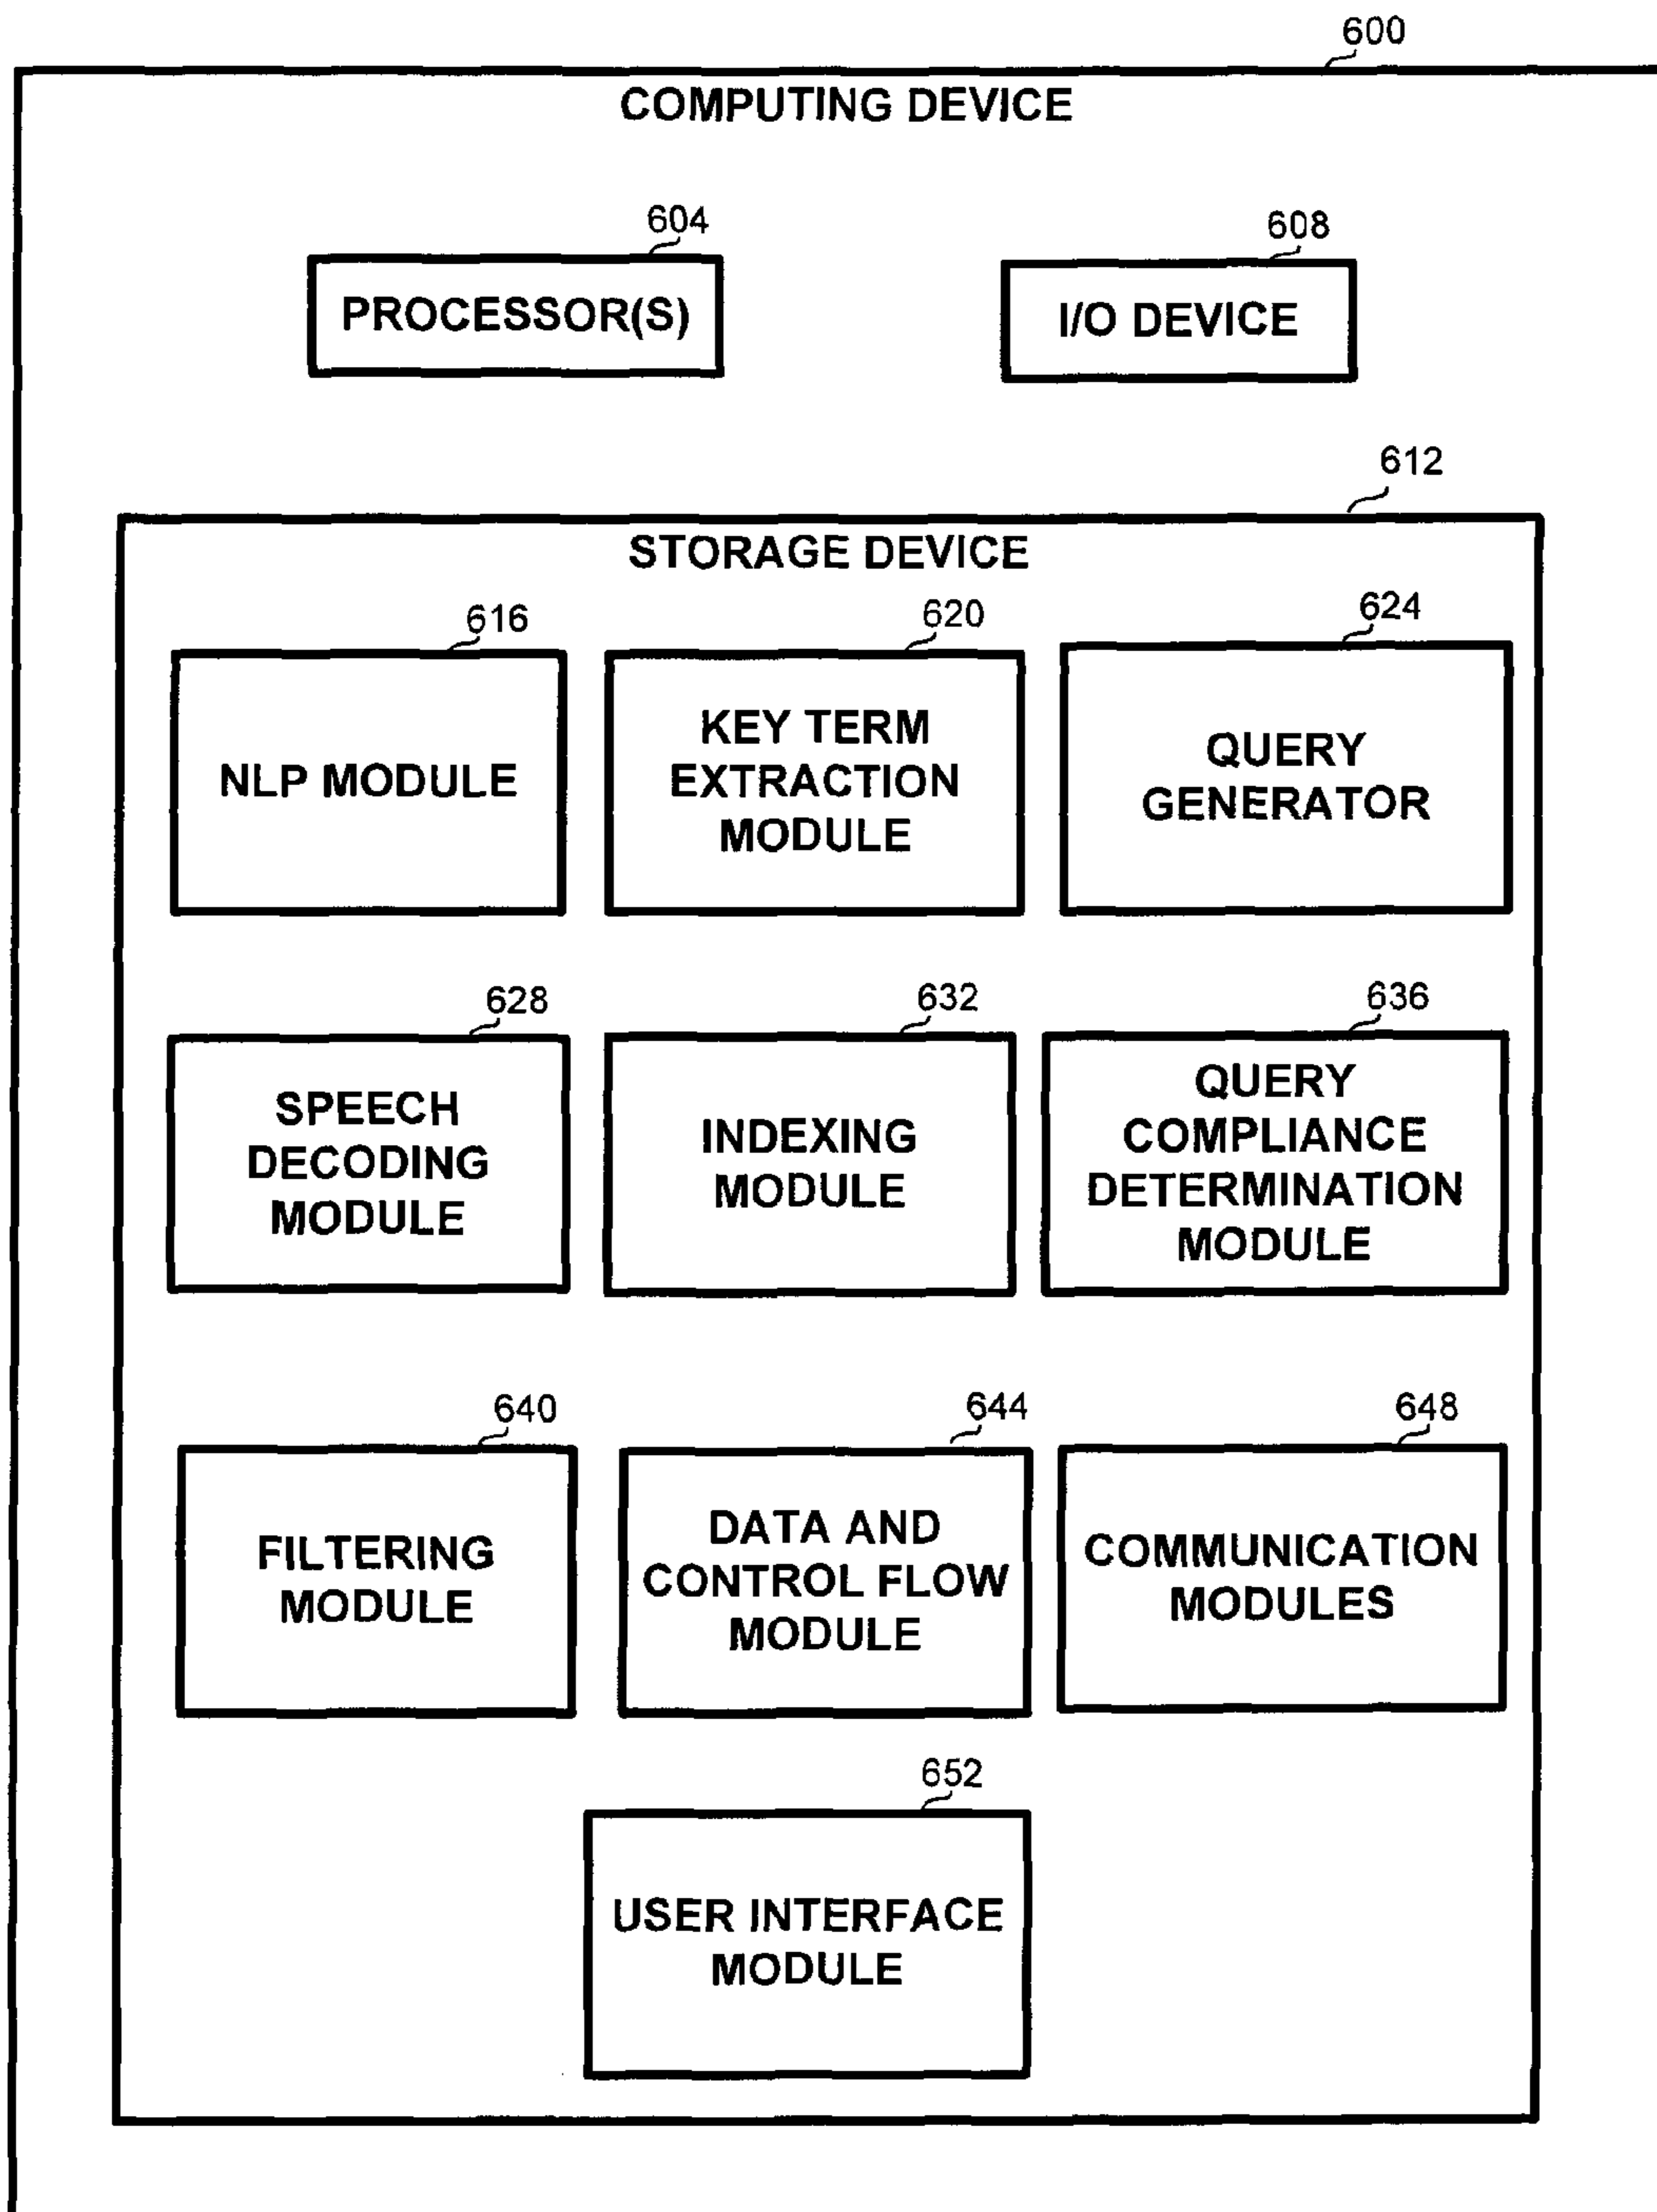 600
COMPUTING DEVICE
604
PROCESSOR(S)
608
I/O DEVICE
612
STORAGE DEVICE
616
NLP MODULE
620
KEY TERM
EXTRACTION
MODULE
624
QUERY
GENERATOR
628
SPEECH
DECODING
MODULE
632
INDEXING
MODULE
636
QUERY
COMPLIANCE
DETERMINATION
MODULE
640
FILTERING
MODULE
644
DATA AND
CONTROL FLOW
MODULE
648
COMMUNICATION
MODULES
652
USER INTERFACE
MODULE